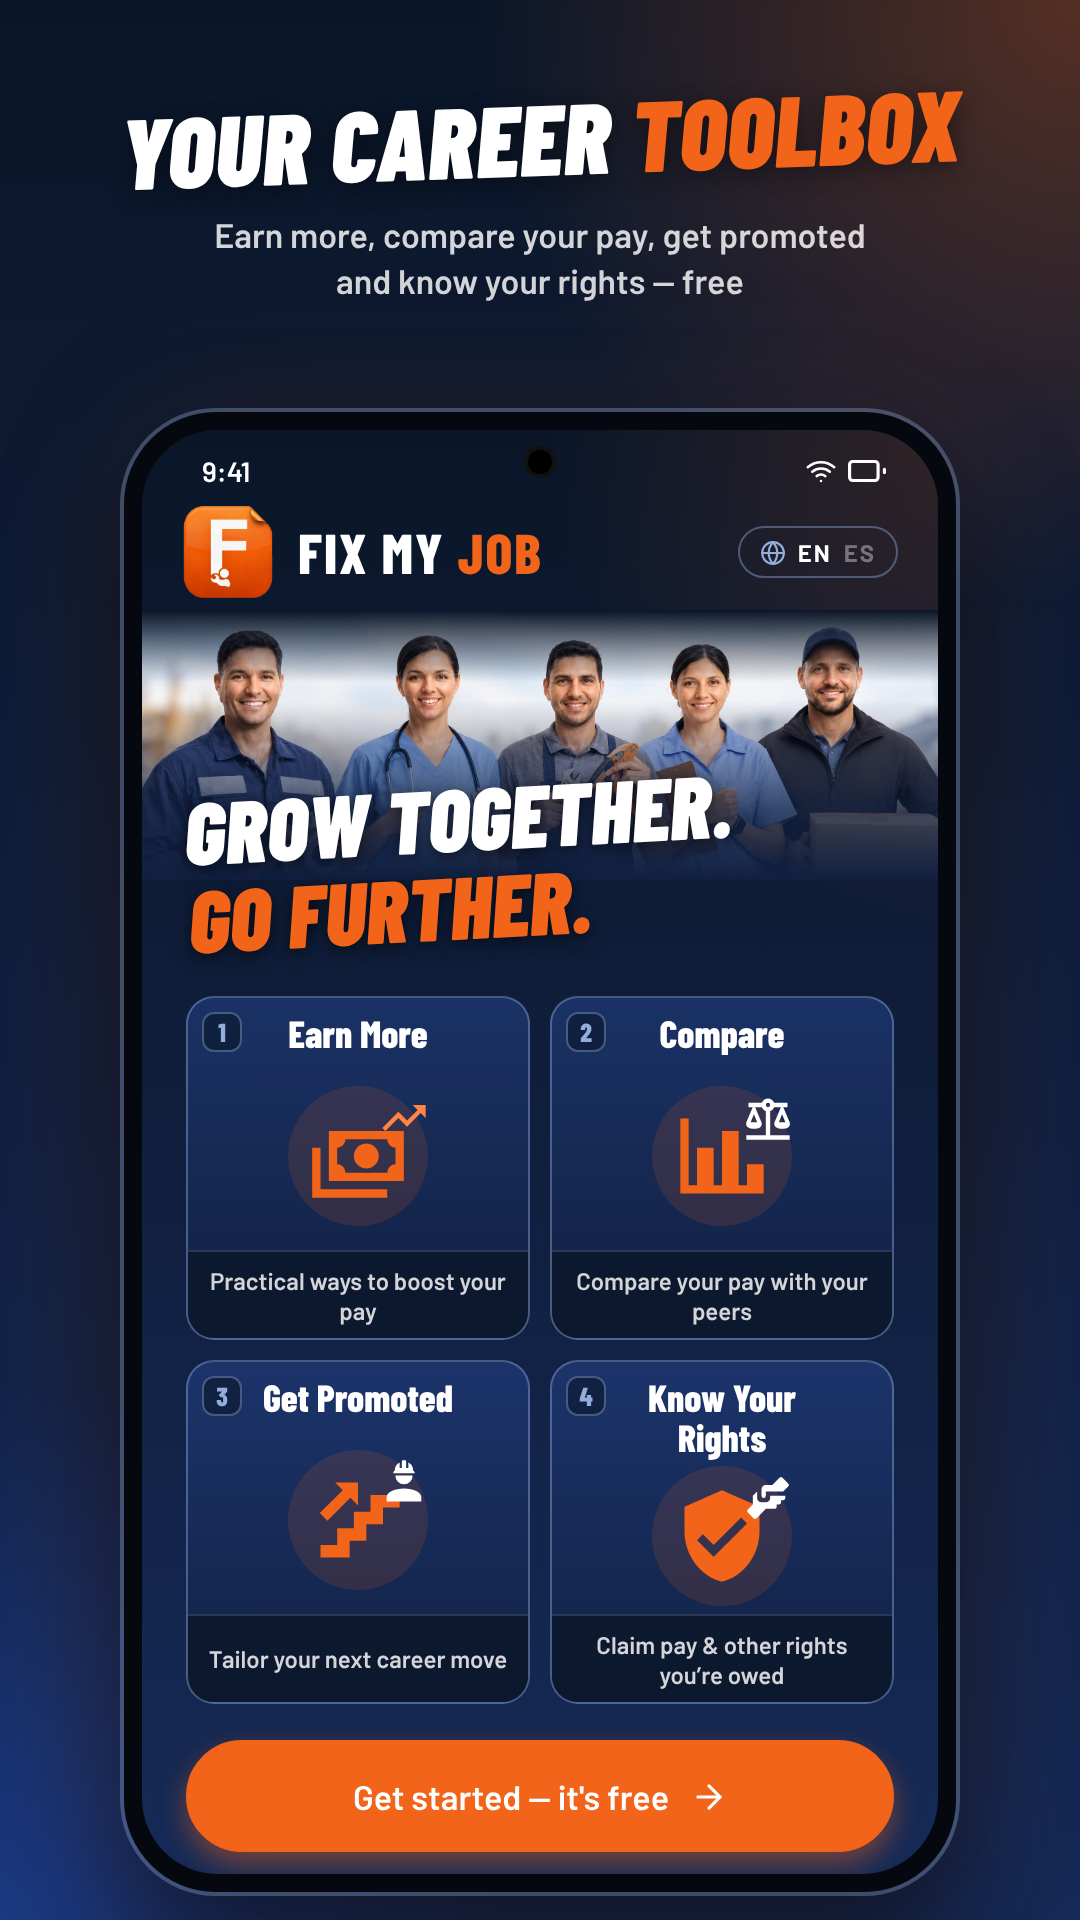 YOUR CAREER TOOLBOX
Earn more, compare your pay, get promoted
and know your rights – free
9:41
F
FIX MY JOB
EN ES
GROW TOGETHER.
GO FURTHER.
1
Earn More
Practical ways to boost your
pay
2
Compare
Compare your pay with your
peers
3
Get Promoted
Tailor your next career move
4
Know Your
Rights
Claim pay & other rights
you’re owed
Get started – it's free